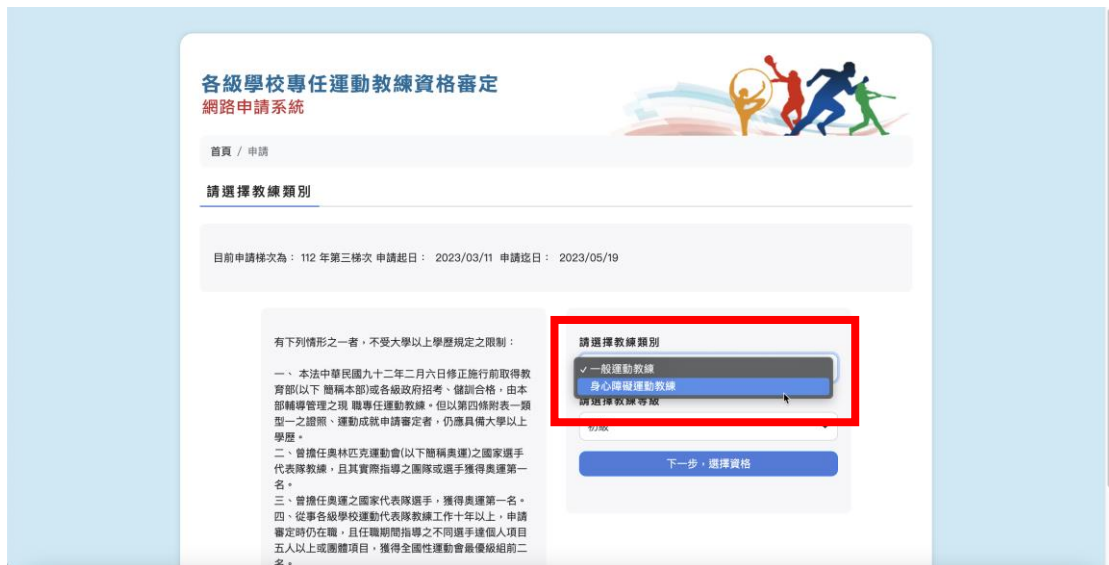 各級學校專任運動教練資格審定
網路申請系統
首頁 / 申請
請選擇教練類別
目前申請梯次為： 112 年第三梯次 申請起日： 2023/03/11 申請迄日： 2023/05/19
有下列情形之一者，不受大學以上學歷規定之限制：
一、 本法中華民國九十二年二月六日修正施行前取得教
育部(以下 簡稱本部)或各級政府招考、儲訓合格，由本
部輔導管理之現 職專任運動教練。但以第四條附表一類
型一之證照、運動成就申請審定者，仍應具備大學以上
學歷。
二、曾擔任奧林匹克運動會(以下簡稱奧運)之國家選手
代表隊教練，且其實際指導之團隊或選手獲得奧運第一
名。
三、曾擔任奧運之國家代表隊選手，獲得奧運第一名。
四、從事各級學校運動代表隊教練工作十年以上，申請
審定時仍在職，且任職期間指導之不同選手達個人項目
五人以上或團體項目，獲得全國性運動會最優級組前二
名。
請選擇教練類別
✓ 一般運動教練
身心障礙運動教練
請選擇教練等級
初級
下一步，選擇資格